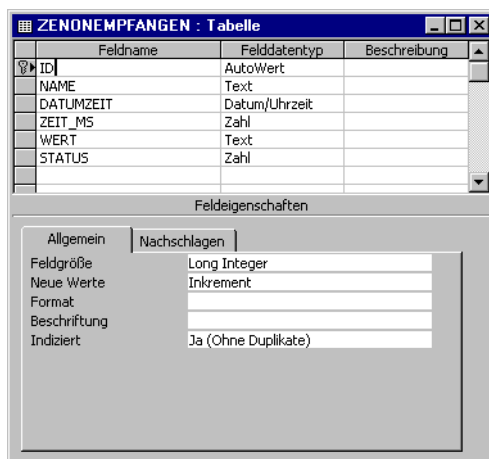 ZENONEMPFANGEN : Tabelle
Feldname Felddatentyp Beschreibung
ID AutoWert
NAME Text
DATUMZEIT Datum/Uhrzeit
ZEIT_MS Zahl
WERT Text
STATUS Zahl
Feldeigenschaften
Allgemein Nachschlagen
Feldgröße Long Integer
Neue Werte Inkrement
Format
Beschriftung
Indiziert Ja (Ohne Duplikate)